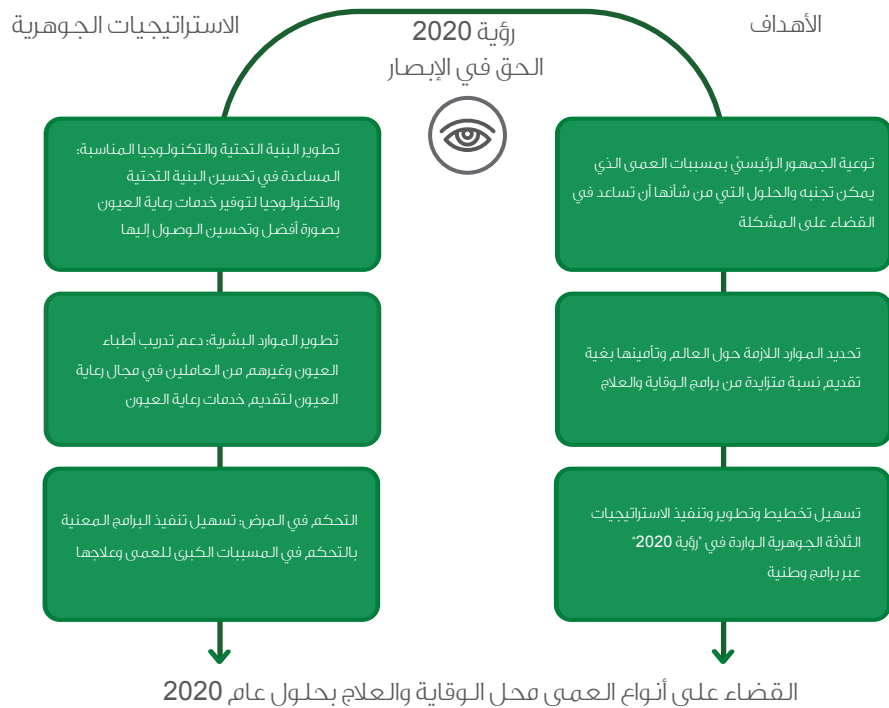 رؤية 2020
الحق في الإبصار
الأهداف
توعية الجمهور الرئيسيّ بمسببات العمى الذي
يمكن تجنبه والحلول التي من شأنها أن تساعد في
القضاء على المشكلة
تحديد الموارد اللازمة حول العالم وتأمينها بغية
تقديم نسبة متزايدة من برامج الوقاية والعلاج
تسهيل تخطيط وتطوير وتنفيذ الاستراتيجيات
الثلاثة الجوهرية الواردة في "رؤية 2020"
عبر برامج وطنية
الاستراتيجيات الجوهرية
تطوير البنية التحتية والتكنولوجيا المناسبة:
المساعدة في تحسين البنية التحتية
والتكنولوجيا لتوفير خدمات رعاية العيون
بصورة أفضل وتحسين الوصول إليها
تطوير الموارد البشرية: دعم تدريب أطباء
العيون وغيرهم من العاملين في مجال رعاية
العيون لتقديم خدمات رعاية العيون
التحكم في المرض: تسهيل تنفيذ البرامج المعنية
بالتحكم في المسببات الكبرى للعمى وعلاجها
القضاء على أنواع العمى محل الوقاية والعلاج بحلول عام 2020